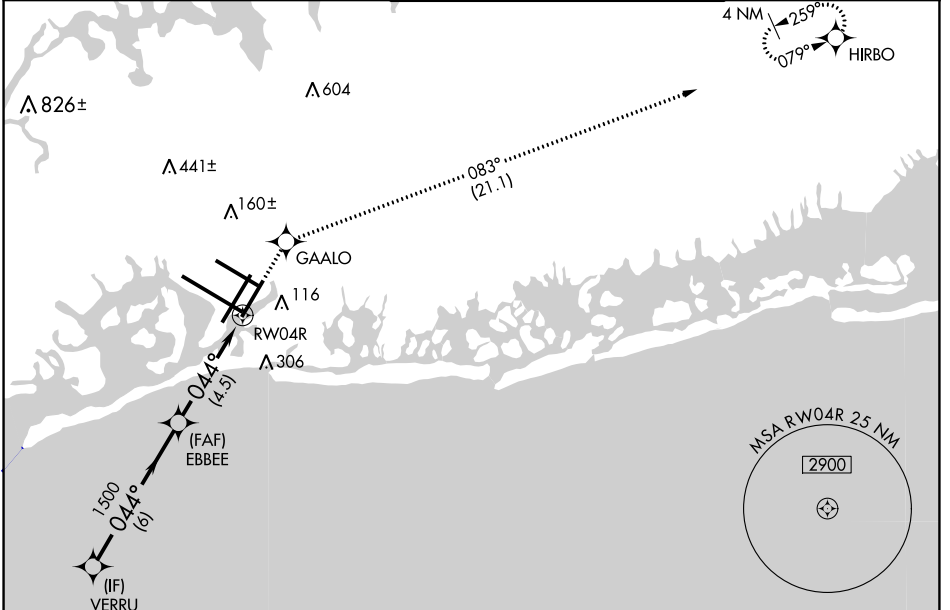 4 NM
259°
079°
HIRBO
604
826±
441±
083°
(21.1)
160±
GAALO
116
RW04R
306
044°
(4.5)
(FAF)
EBBEE
MSA RW04R 25 NM
2900
1500
044°
(6)
(IF)
VERRU